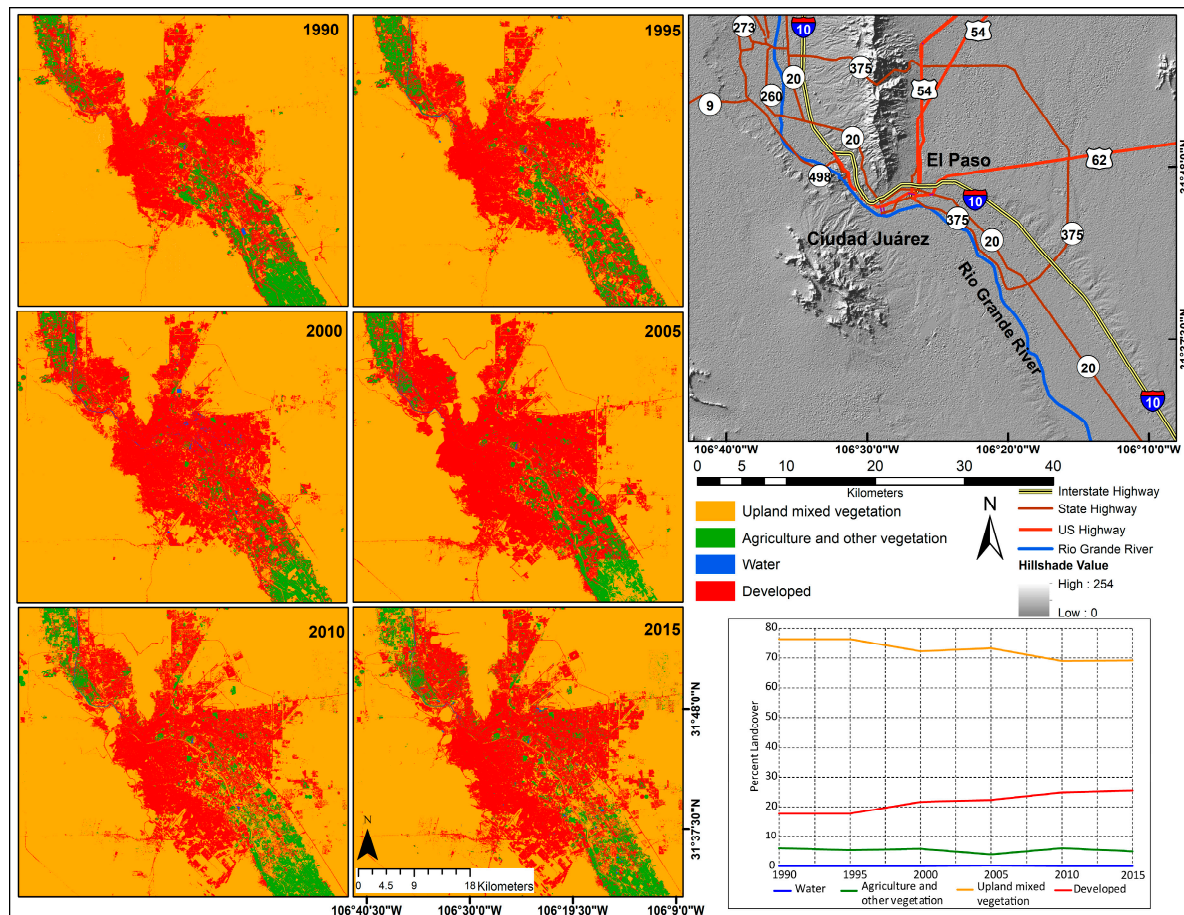 1990
1995
2000
2005
2010
2015
31°48'0"N
31°37'30"N
N
0 4.5 9 18 Kilometers
106°40'30"W 106°30'0"W 106°19'30"W 106°9'0"W
273
10
54
375
20
54
260
9
20
El Paso
62
498
10
375
Ciudad Juárez
20
375
Rio Grande River
20
10
31°48'0"N
31°37'30"N
106°40'0"W 106°30'0"W 106°20'0"W 106°10'0"W
0 5 10 20 30 40
Kilometers
Upland mixed vegetation
Agriculture and other vegetation
Water
Developed
N
Interstate Highway
State Highway
US Highway
Rio Grande River
Hillshade Value
High : 254
Low : 0
Percent Landcover
80
70
60
50
40
30
20
10
0
1990 1995 2000 2005 2010 2015
Water
Agriculture and
other vegetation
Upland mixed
vegetation
Developed